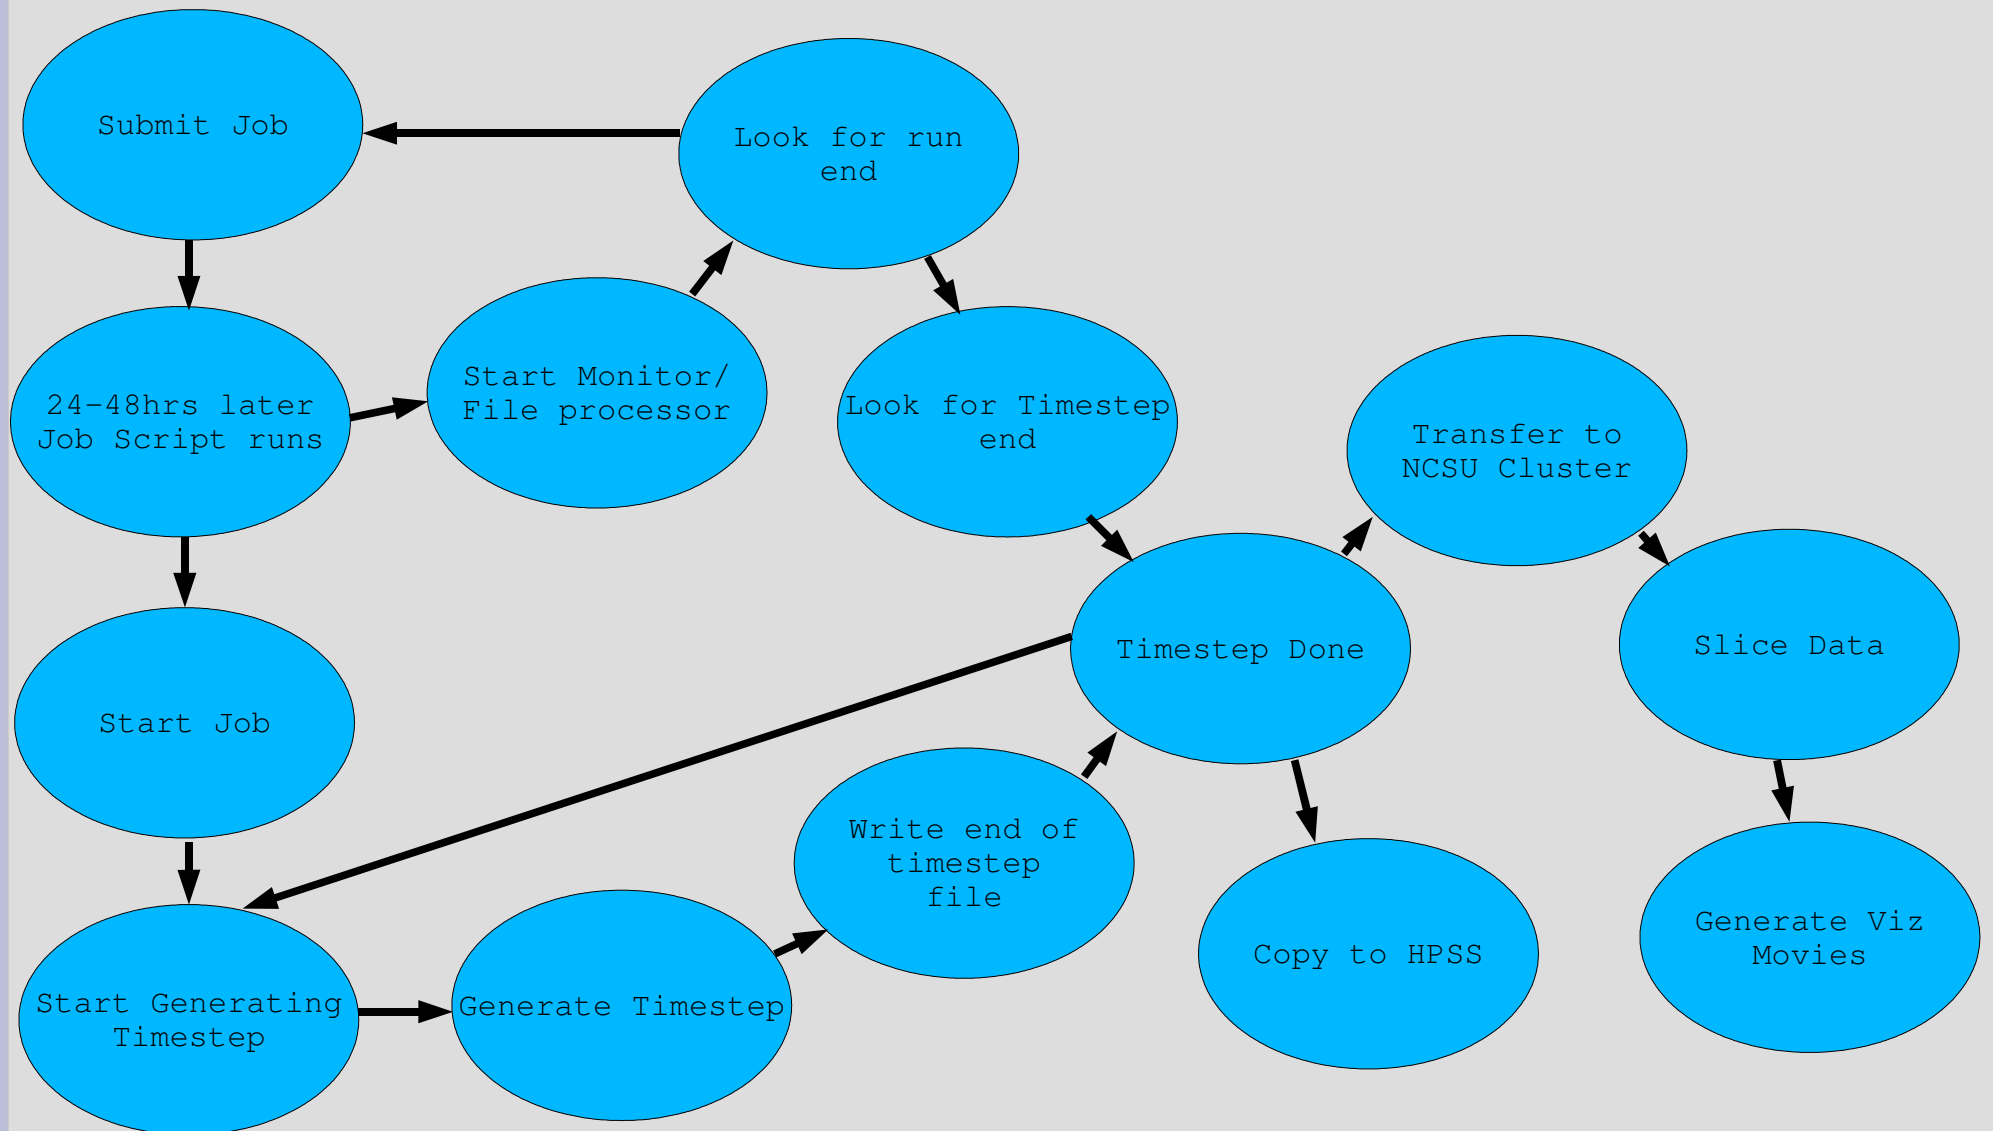 Submit Job
Look for run
end
24-48hrs later
Job Script runs
Start Monitor/
File processor
Look for Timestep
end
Transfer to
NCSU Cluster
Start Job
Timestep Done
Slice Data
Write end of
timestep
file
Start Generating
Timestep
Generate Timestep
Copy to HPSS
Generate Viz
Movies